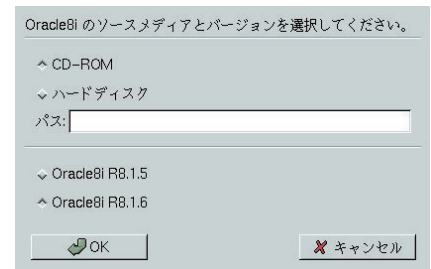 Oracle8i のソースメディアとバージョンを選択してください。
CD-ROM
ハードディスク
パス:
Oracle8i R8.1.5
Oracle8i R8.1.6
OK キャンセル